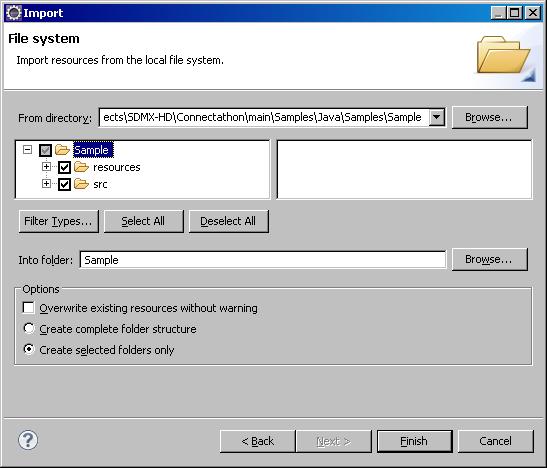 Import
File system
Import resources from the local file system.
From directory: ects\SDMX-HD\Connectathon\main\Samples\Java\Samples\Sample Browse...
Sample
resources
src
Filter Types... Select All Deselect All
Into folder: Sample Browse...
Options
Overwrite existing resources without warning
Create complete folder structure
Create selected folders only
? < Back Next > Finish Cancel